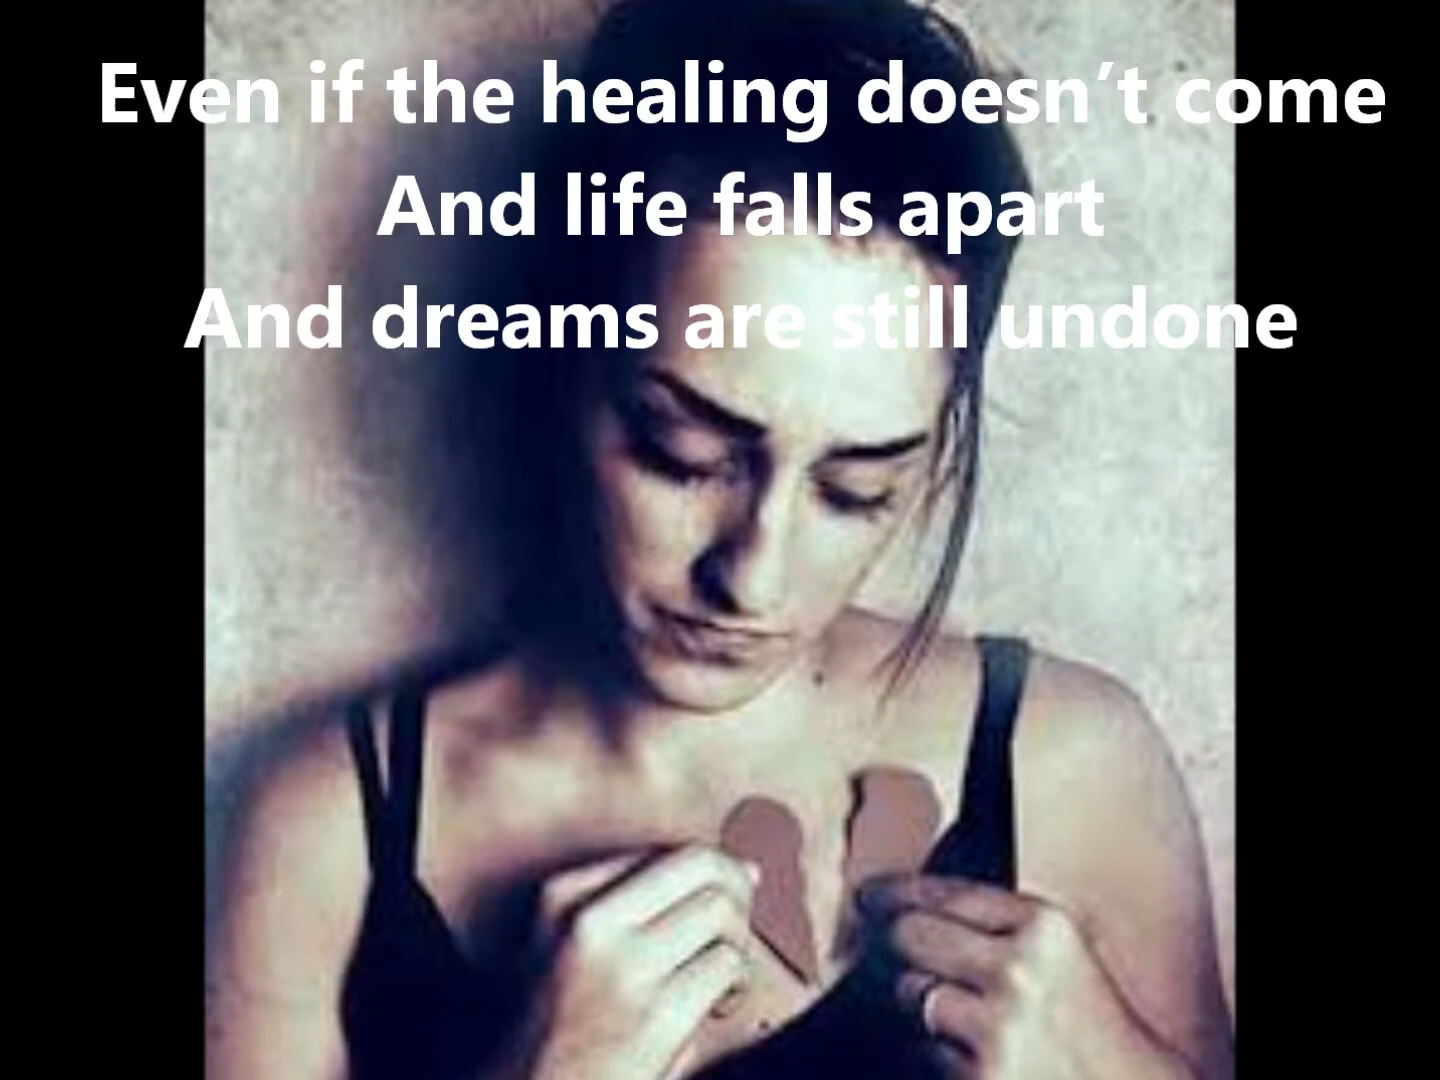 Even if the healing doesn’t come
And life falls apart
And dreams are still undone